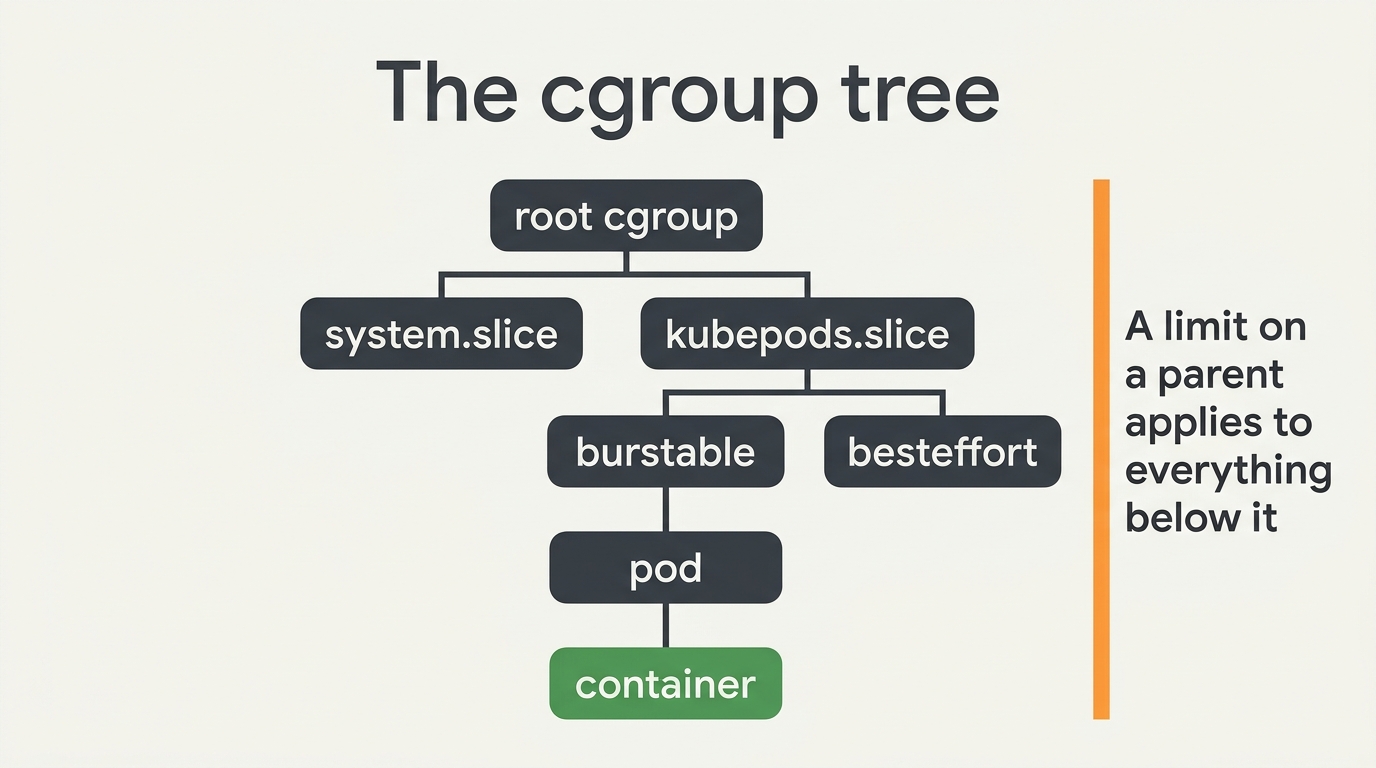 The cgroup tree
root cgroup
system.slice
kubepods.slice
burstable
besteffort
pod
container
A limit on
a parent
applies to
everything
below it